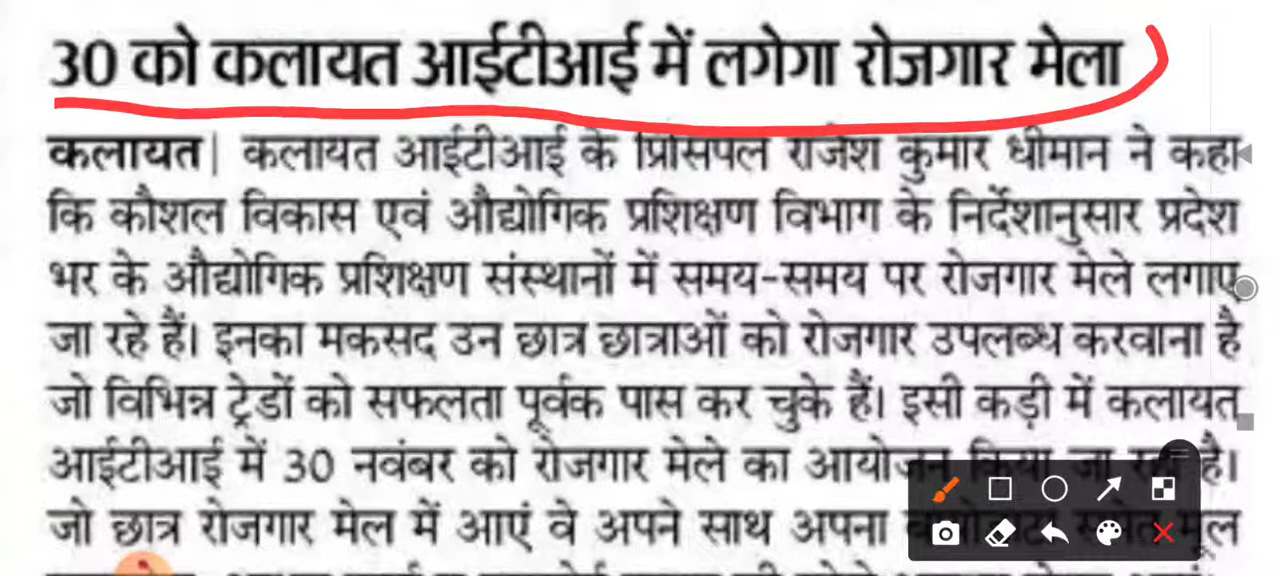 30 को कलायत आईटीआई में लगेगा रोजगार मेला
कलायत| कलायत आईटीआई के प्रिंसिपल राजेश कुमार धीमान ने कहा
कि कौशल विकास एवं औद्योगिक प्रशिक्षण विभाग के निर्देशानुसार प्रदेश
भर के औद्योगिक प्रशिक्षण संस्थानों में समय-समय पर रोजगार मेले लगाए
जा रहे हैं। इनका मकसद उन छात्र छात्राओं को रोजगार उपलब्ध करवाना है
जो विभिन्न ट्रेडों को सफलता पूर्वक पास कर चुके हैं। इसी कड़ी में कलायत
आईटीआई में 30 नवंबर को रोजगार मेले का आयोजन किया जा रहा है।
जो छात्र रोजगार मेल में आएं वे अपने साथ अपना मूल